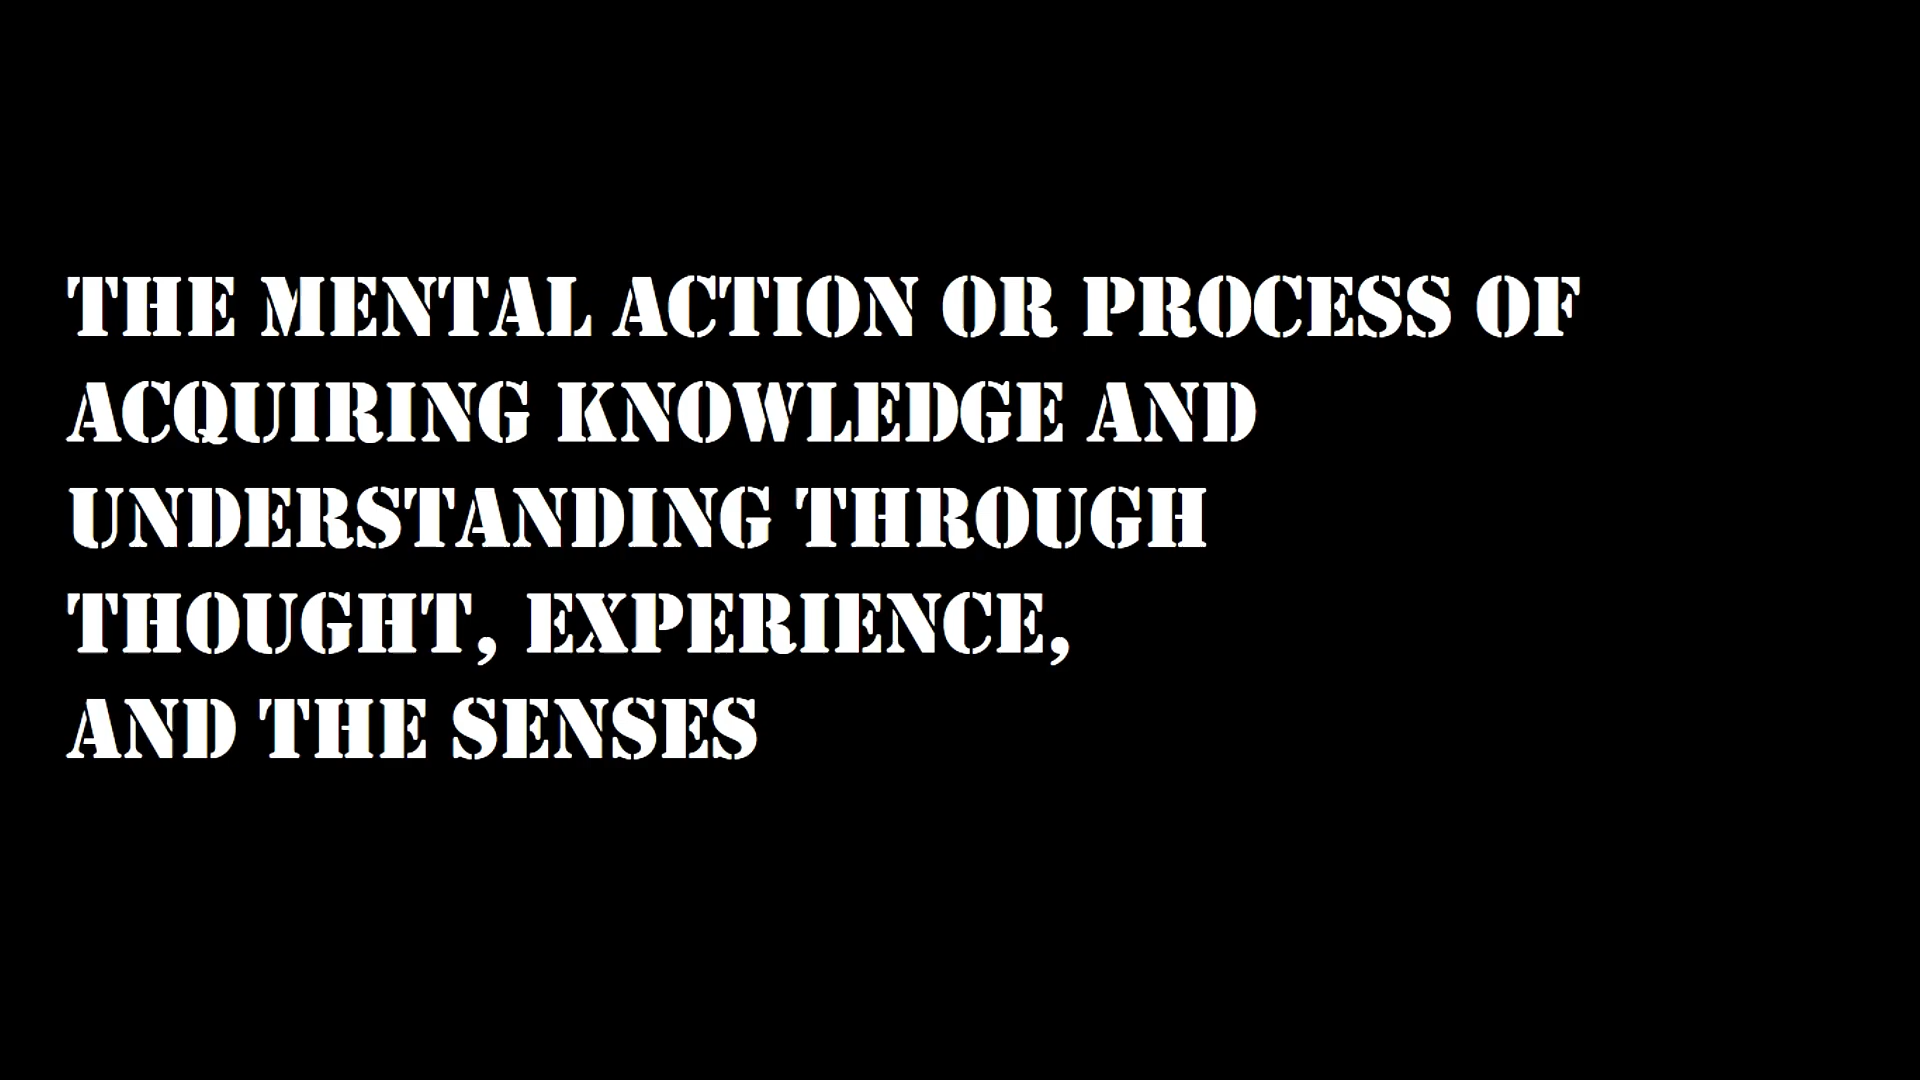 THE MENTAL ACTION OR PROCESS OF
ACQUIRING KNOWLEDGE AND
UNDERSTANDING THROUGH
THOUGHT, EXPERIENCE,
AND THE SENSES